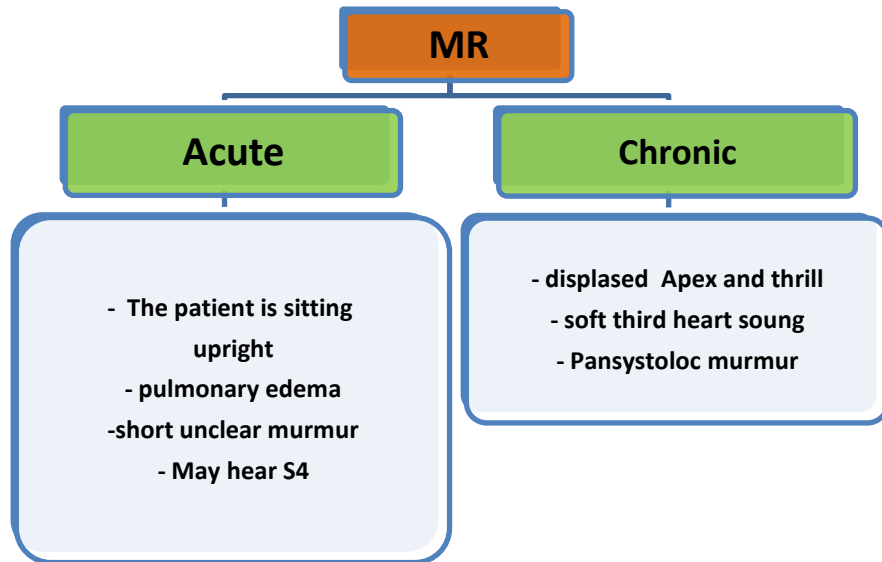 MR
Acute
- The patient is sitting
upright
- pulmonary edema
-short unclear murmur
- May hear S4
Chronic
- displased Apex and thrill
- soft third heart soung
- Pansystoloc murmur